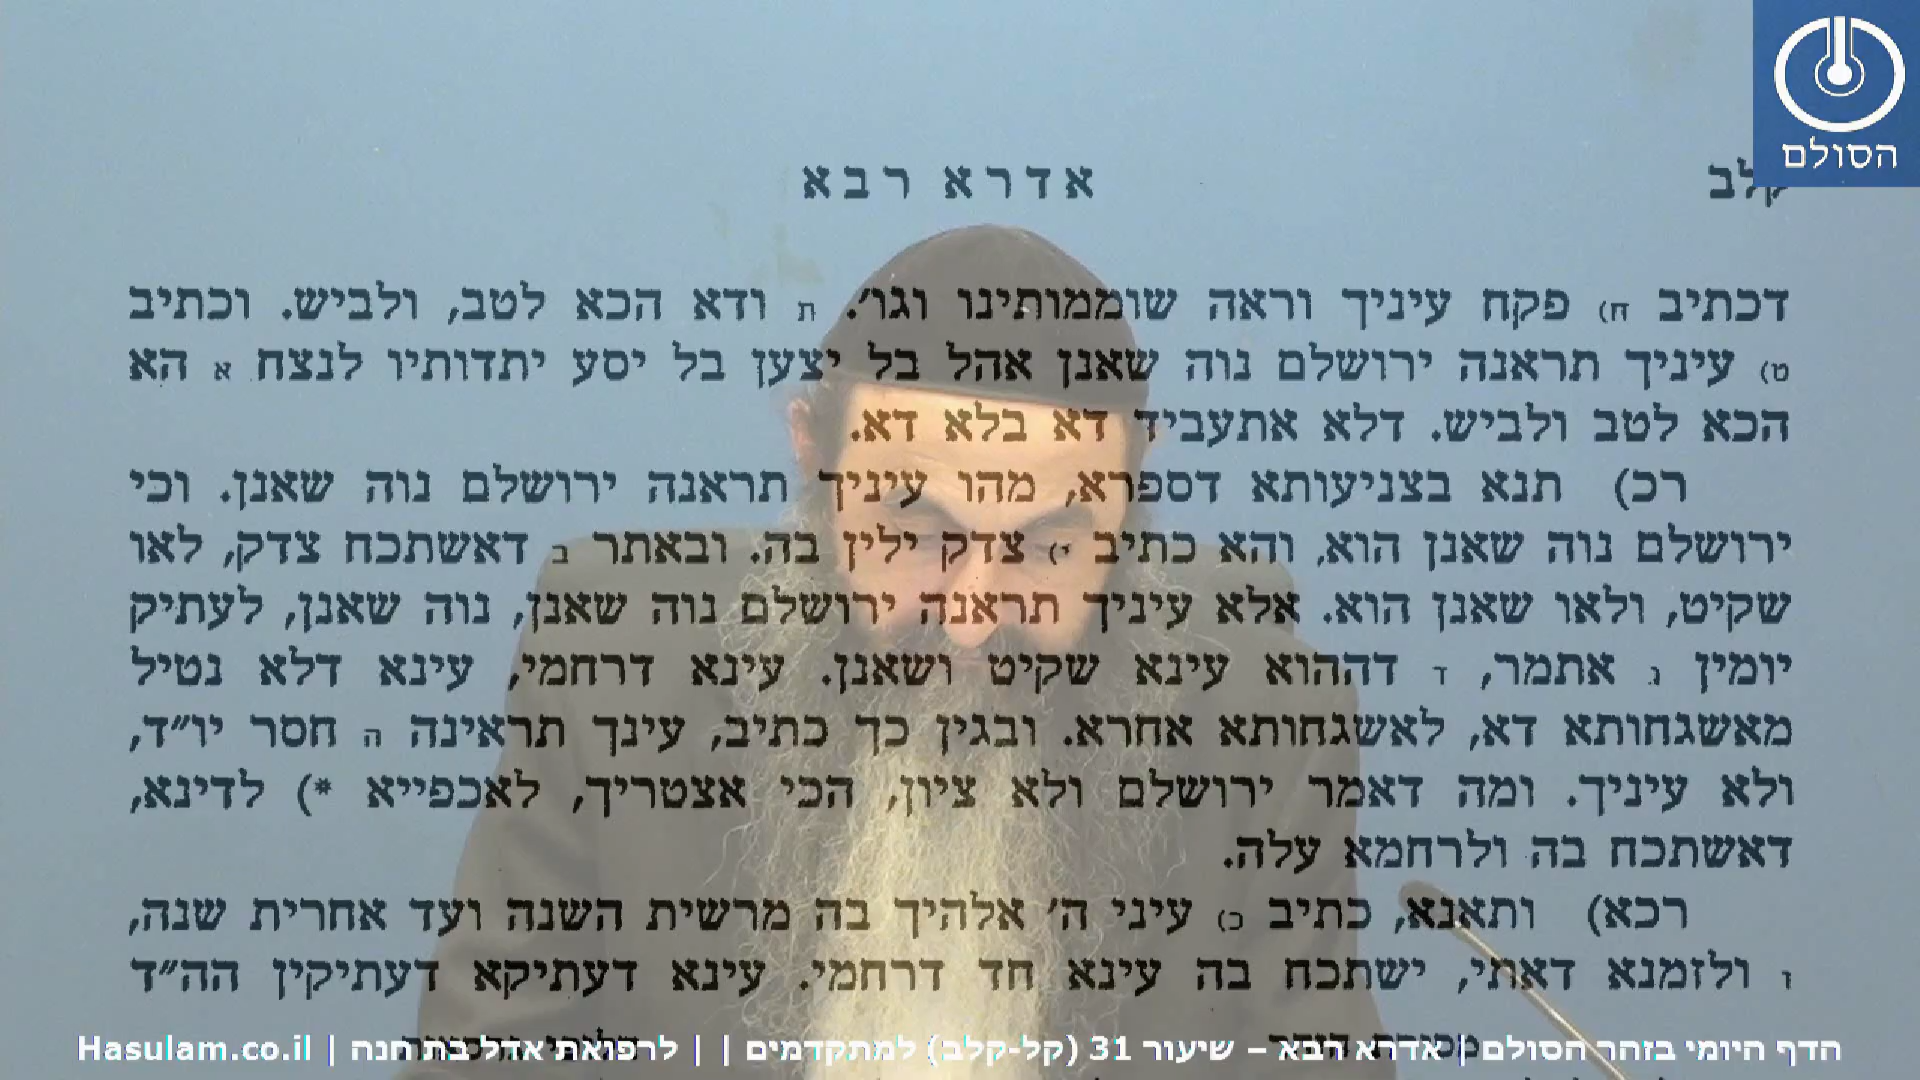 הסולם
קלב
אדרא רבא
דכתיב ח) פקח עיניך וראה שוממותינו וגו׳. ת ודא הכא לטב, ולביש. וכתיב
ט) עיניך תראנה ירושלם נוה שאנן אהל בל יצען בל יסע יתדותיו לנצח א הא
הכא לטב ולביש. דלא אתעביד דא בלא דא.
רכ) תנא בצניעותא דספרא, מהו עיניך תראנה ירושלם נוה שאנן. וכי
ירושלם נוה שאנן הוא, והא כתיב י) צדק ילין בה. ובאתר ב דאשתכח צדק, לאו
שקיט, ולאו שאנן הוא. אלא עיניך תראנה ירושלם נוה שאנן, נוה שאנן, לעתיק
יומין ג אתמר, ד דההוא עינא שקיט ושאנן. עינא דרחמי, עינא דלא נטיל
מאשגחותא דא, לאשגחותא אחרא. ובגין כך כתיב, עינך תראינה ה חסר יו״ד,
ולא עיניך. ומה דאמר ירושלם ולא ציון, הכי אצטריך, לאכפייא *) לדינא,
דאשתכח בה ולרחמא עלה.
רכא) ותאנא, כתיב כ) עיני ה׳ אלהיך בה מרשית השנה ועד אחרית שנה,
ו ולזמנא דאתי, ישתכח בה עינא חד דרחמי. עינא דעתיקא דעתיקין הה״ד
הדף היומי בזהר הסולם | אדרא רבא – שיעור 31 (קל-קלב) למתקדמים | | לרפואת אדל בת חנה | Hasulam.co.il